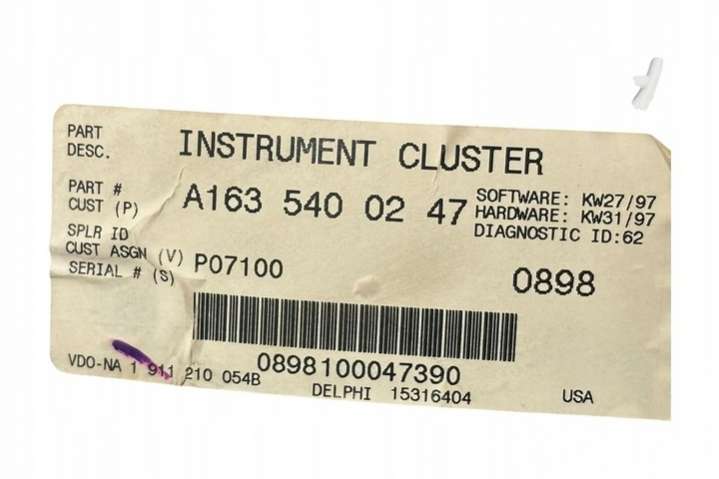 PART DESC. INSTRUMENT CLUSTER
PART # CUST (P) A163 540 02 47
SOFTWARE: KW27/97
HARDWARE: KW31/97
DIAGNOSTIC ID:62
SPLR ID
CUST ASGN (V) P07100
0898
SERIAL # (S)
0898100047390
VDO-NA 1 911 210 054B
DELPHI 15316404
USA